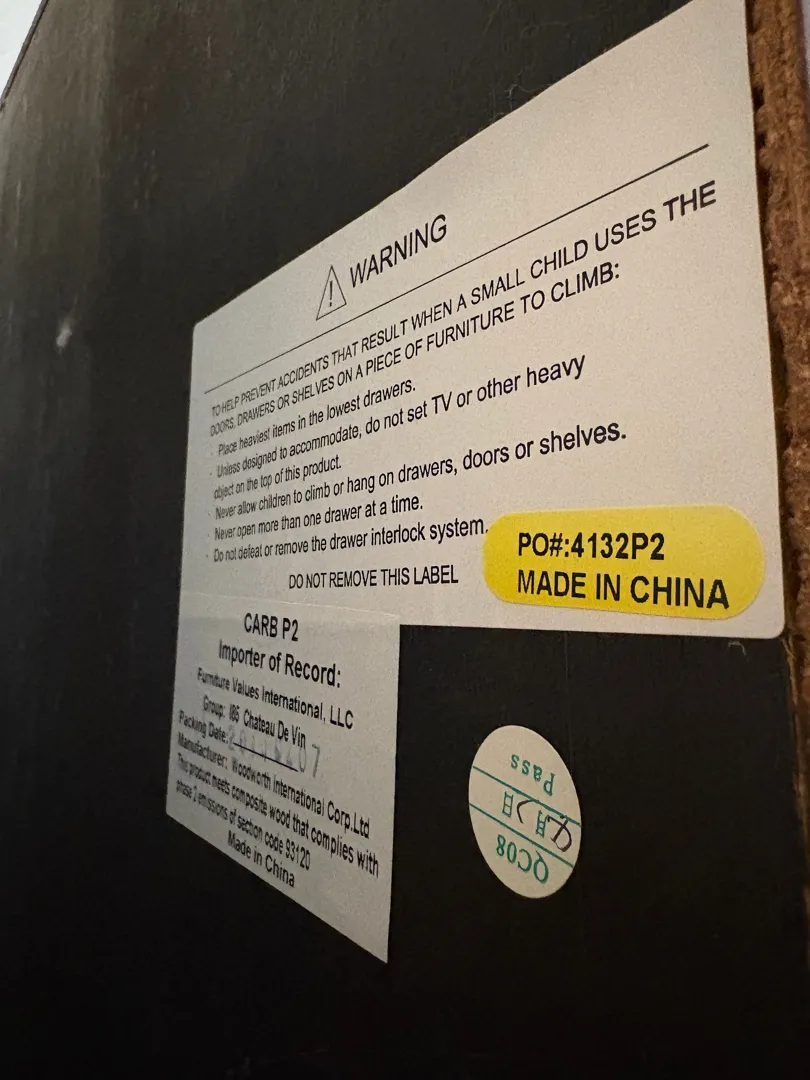 WARNING
TO HELP PREVENT ACCIDENTS THAT RESULT WHEN A SMALL CHILD USES THE
DOORS, DRAWERS OR SHELVES ON A PIECE OF FURNITURE TO CLIMB:
· Place heaviest items in the lowest drawers.
· Unless designed to accommodate, do not set TV or other heavy
object on the top of this product.
· Never allow children to climb or hang on drawers, doors or shelves.
· Never open more than one drawer at a time.
· Do not defeat or remove the drawer interlock system.
DO NOT REMOVE THIS LABEL
PO#:4132P2
MADE IN CHINA
CARB P2
Importer of Record:
Furniture Values International, LLC
Group: I85 Chateau De Vin
Packing Date:
Manufacturer: Woodworth International Corp.Ltd
This product meets composite wood that complies with
phase 2 emissions of section code 93120
Made in China
QC08
月 日
Pass